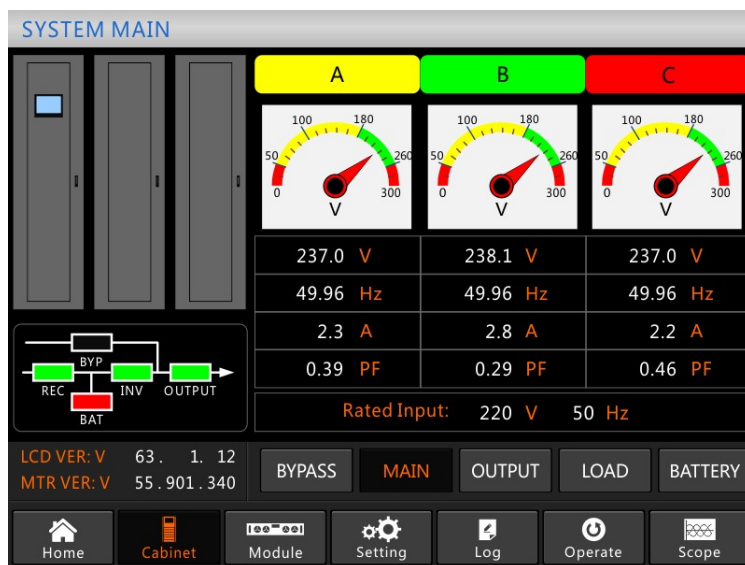 SYSTEM MAIN
A B C
100 180 100 180 100 180
50 260 50 260 50 260
0 300 0 300 0 300
V V V
237.0 V 238.1 V 237.0 V
49.96 Hz 49.96 Hz 49.96 Hz
2.3 A 2.8 A 2.2 A
0.39 PF 0.29 PF 0.46 PF
Rated Input: 220 V 50 Hz
BYP
REC INV OUTPUT
BAT
LCD VER: V 63. 1. 12
MTR VER: V 55.901.340
BYPASS MAIN OUTPUT LOAD BATTERY
Home Cabinet Module Setting Log Operate Scope